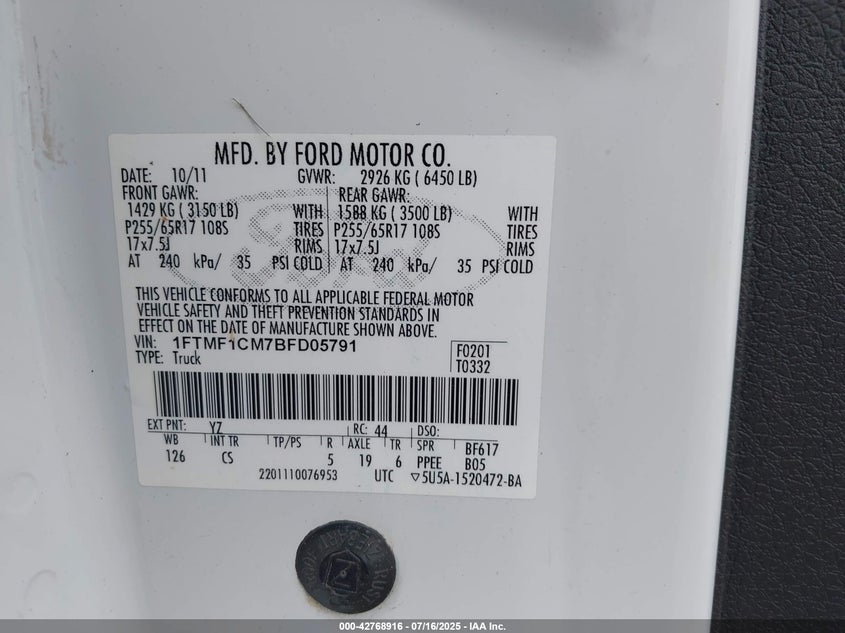 MFD. BY FORD MOTOR CO.
DATE: 10/11 GVWR: 2926 KG ( 6450 LB)
FRONT GAWR: REAR GAWR:
1429 KG ( 3150 LB) WITH 1588 KG ( 3500 LB) WITH
P255/65R17 108S TIRES P255/65R17 108S TIRES
17x7.5J RIMS 17x7.5J RIMS
AT 240 kPa/ 35 PSI COLD AT 240 kPa/ 35 PSI COLD
THIS VEHICLE CONFORMS TO ALL APPLICABLE FEDERAL MOTOR
VEHICLE SAFETY AND THEFT PREVENTION STANDARDS IN
EFFECT ON THE DATE OF MANUFACTURE SHOWN ABOVE.
VIN: 1FTMF1CM7BFD05791 F0201
TYPE: Truck T0332
EXT PNT: YZ RC: 44 DSO:
WB INT TR TP/PS R AXLE TR SPR BF617
126 CS 5 19 6 PPEE B05
2201110076953 UTC ▽5U5A-1520472-BA
000-42768916 - 07/16/2025 - IAA Inc.